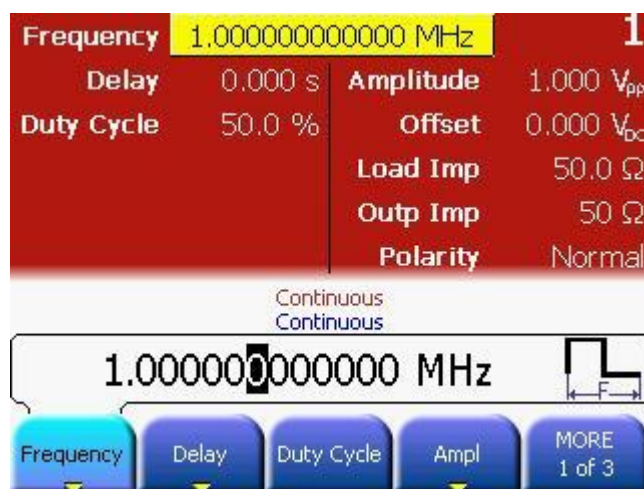 Frequency 1.000000000000 MHz 1
Delay 0.000 s Amplitude 1.000 Vpp
Duty Cycle 50.0 % Offset 0.000 VDC
Load Imp 50.0 Ω
Outp Imp 50 Ω
Polarity Normal
Continuous
Continuous
1.000000000000 MHz
F
Frequency Delay Duty Cycle Ampl MORE
1 of 3